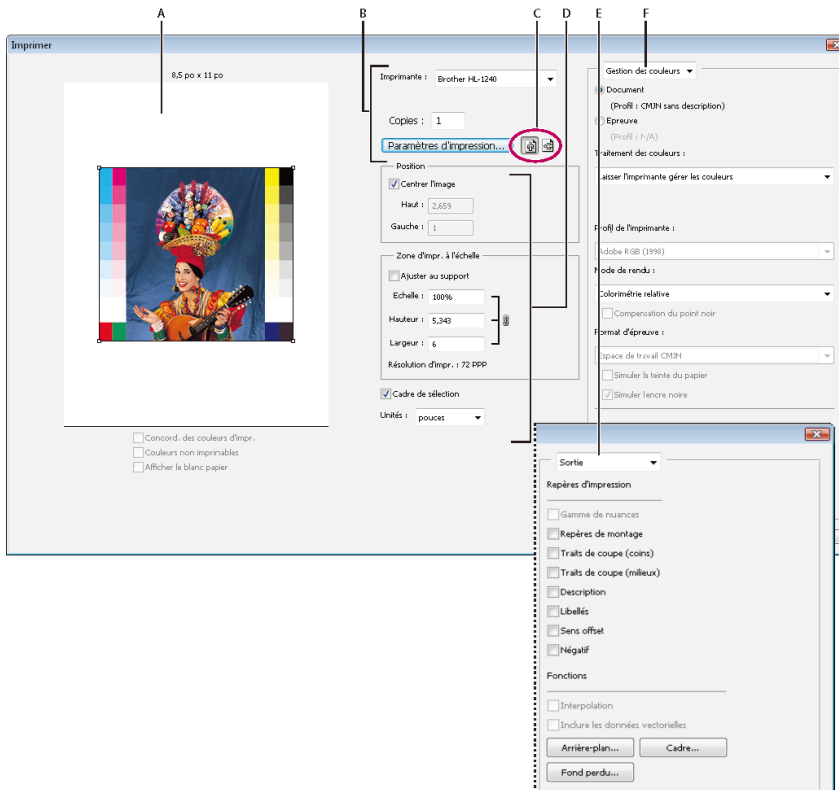 A B C D E F
Imprimer
8,5 po x 11 po
Concord. des couleurs d'impr.
Couleurs non imprimables
Afficher le blanc papier
Imprimante : Brother HL-1240
Copies : 1
Paramètres d'impression...
Position
Centrer l'image
Haut : 2,659
Gauche : 1
Zone d'impr. à l'échelle
Ajuster au support
Echelle : 100%
Hauteur : 5,343
Largeur : 6
Résolution d'impr. : 72 PPP
Cadre de sélection
Unités : pouces
Gestion des couleurs
Document
(Profil : CMJN sans description)
Epreuve
(Profil : N/A)
Traitement des couleurs :
Laisser l'imprimante gérer les couleurs
Profil de l'imprimante :
Adobe RGB (1998)
Mode de rendu :
Colorimétrie relative
Compensation du point noir
Format d'épreuve :
Espace de travail CMJN
Simuler la teinte du papier
Simuler l'encre noire
Sortie
Repères d'impression
Gamme de nuances
Repères de montage
Traits de coupe (coins)
Traits de coupe (milieux)
Description
Libellés
Sens offset
Négatif
Fonctions
Interpolation
Inclure les données vectorielles
Arrière-plan... Cadre...
Fond perdu...